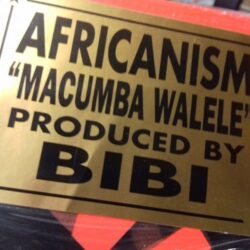 AFRICANISM
"MACUMBA WALELE"
PRODUCED BY
BIBI